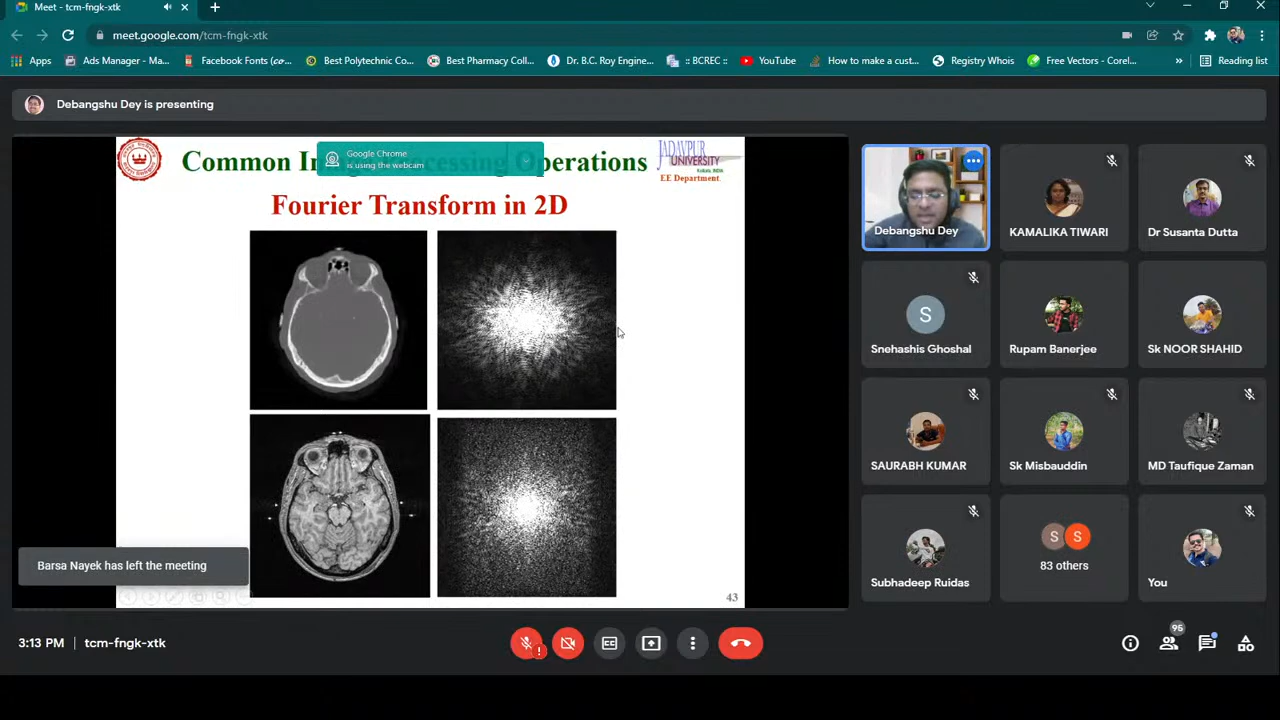 Meet - tcm-fngk-xtk
meet.google.com/tcm-fngk-xtk
Apps
Ads Manager - Ma...
Facebook Fonts (
Best Polytechnic Co...
Best Pharmacy Coll...
Dr. B.C. Roy Engine...
:: BCREC ::
YouTube
How to make a cust...
Registry Whois
Free Vectors - Corel...
»
Reading list
Debangshu Dey is presenting
Common Im
Operations
Google Chrome
is using the webcam
JADAVPUR
UNIVERSITY
Kolkata, INDIA
EE Department
Fourier Transform in 2D
43
Barsa Nayek has left the meeting
Debangshu Dey
KAMALIKA TIWARI
Dr Susanta Dutta
S
Snehashis Ghoshal
Rupam Banerjee
Sk NOOR SHAHID
SAURABH KUMAR
Sk Misbauddin
MD Taufique Zaman
Subhadeep Ruidas
S S
83 others
You
3:13 PM | tcm-fngk-xtk
95